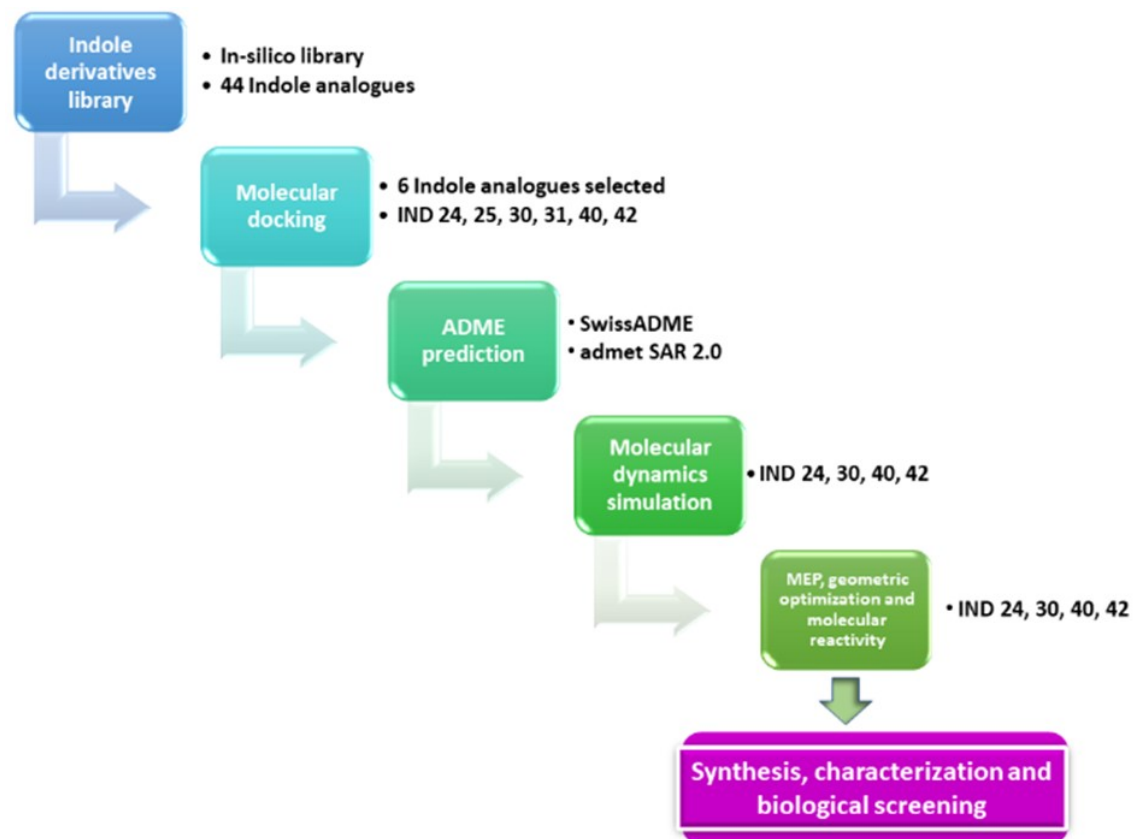 Indole
derivatives
library
• In-silico library
• 44 Indole analogues
Molecular
docking
• 6 Indole analogues selected
• IND 24, 25, 30, 31, 40, 42
ADME
prediction
• SwissADME
• admet SAR 2.0
Molecular
dynamics
simulation
• IND 24, 30, 40, 42
MEP, geometric
optimization and
molecular
reactivity
• IND 24, 30, 40, 42
Synthesis, characterization and
biological screening